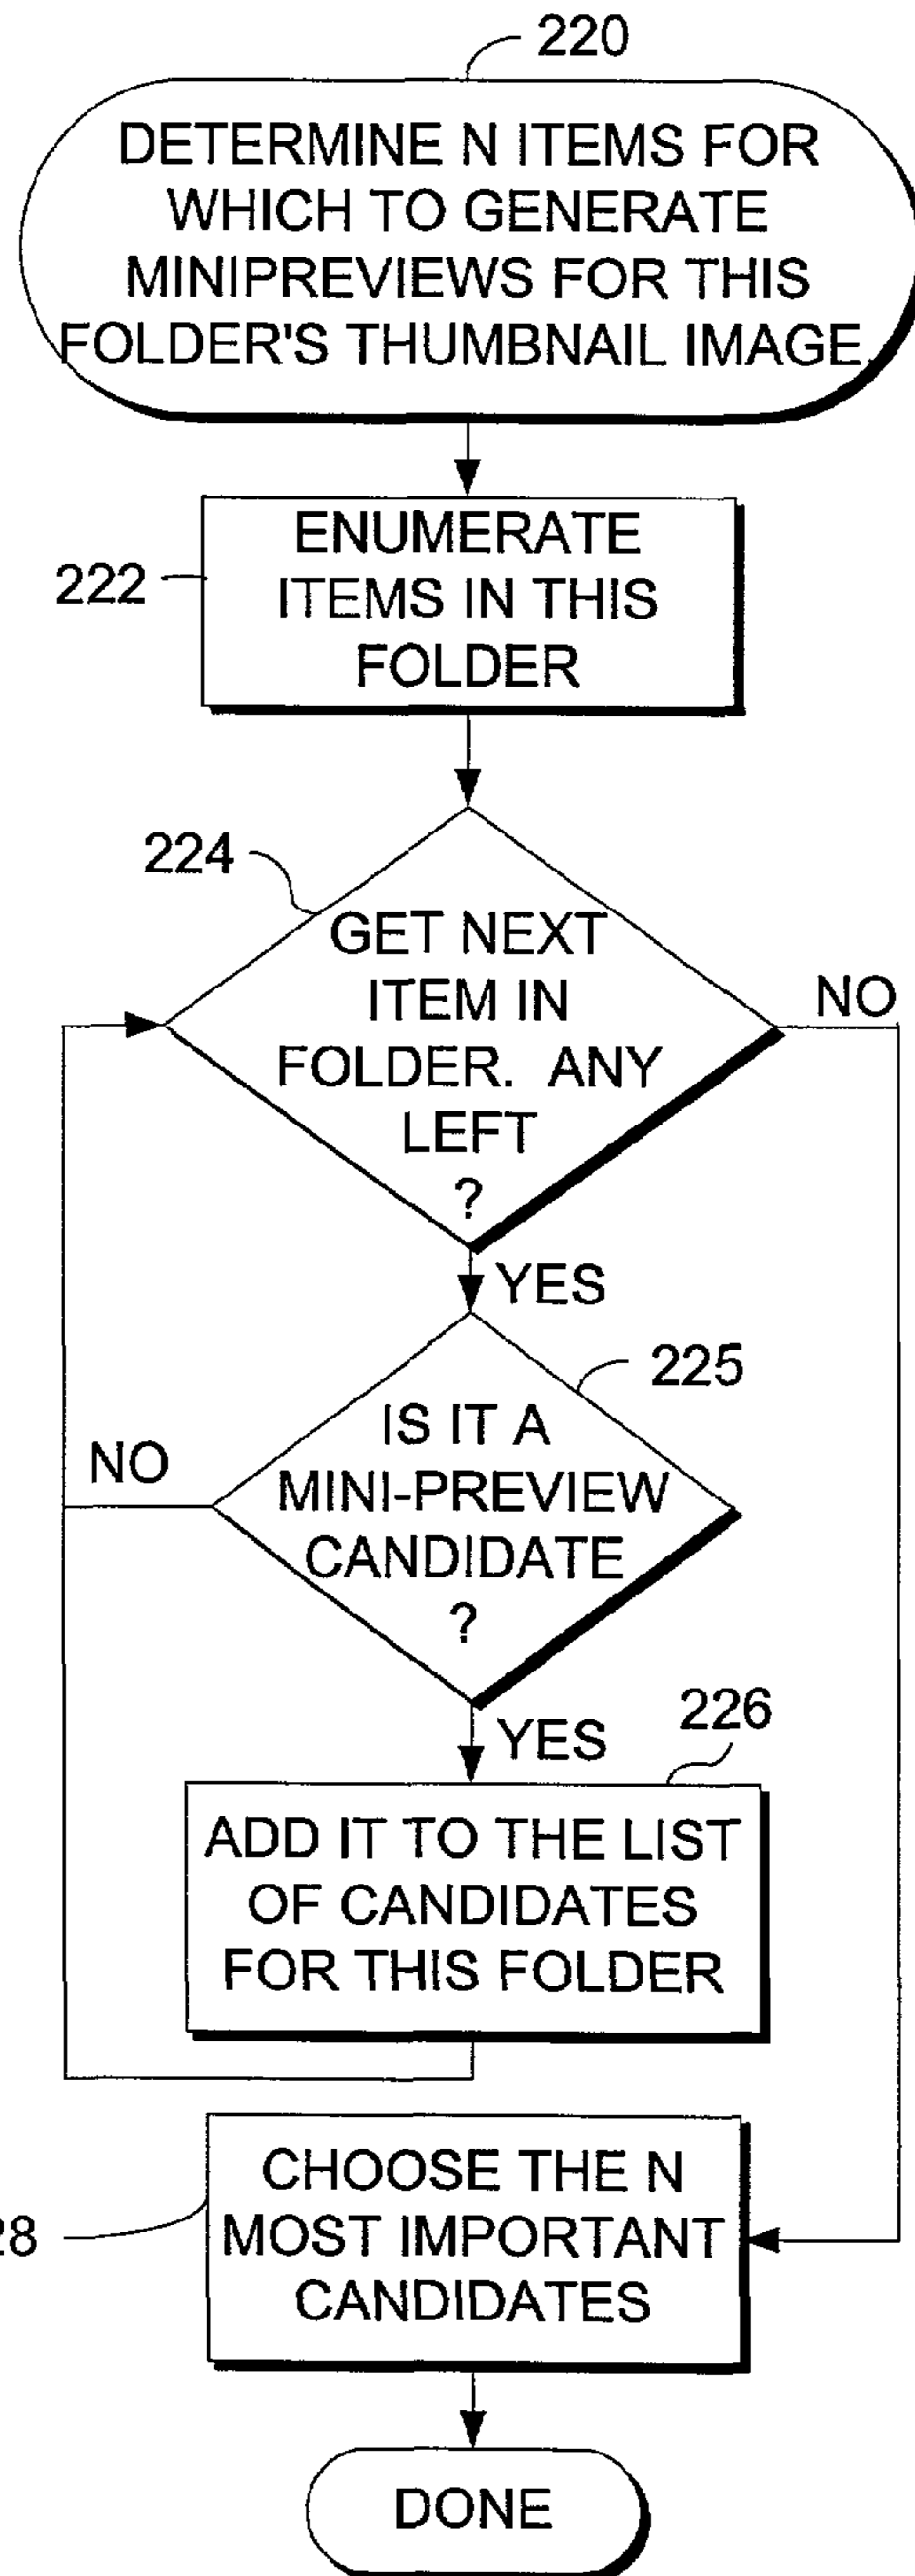 220
DETERMINE N ITEMS FOR
WHICH TO GENERATE
MINIPREVIEWS FOR THIS
FOLDER'S THUMBNAIL IMAGE.
222
ENUMERATE
ITEMS IN THIS
FOLDER
224
GET NEXT
ITEM IN
FOLDER. ANY
LEFT
?
NO
YES
225
IS IT A
MINI-PREVIEW
CANDIDATE
?
NO
YES
226
ADD IT TO THE LIST
OF CANDIDATES
FOR THIS FOLDER
28
CHOOSE THE N
MOST IMPORTANT
CANDIDATES
DONE